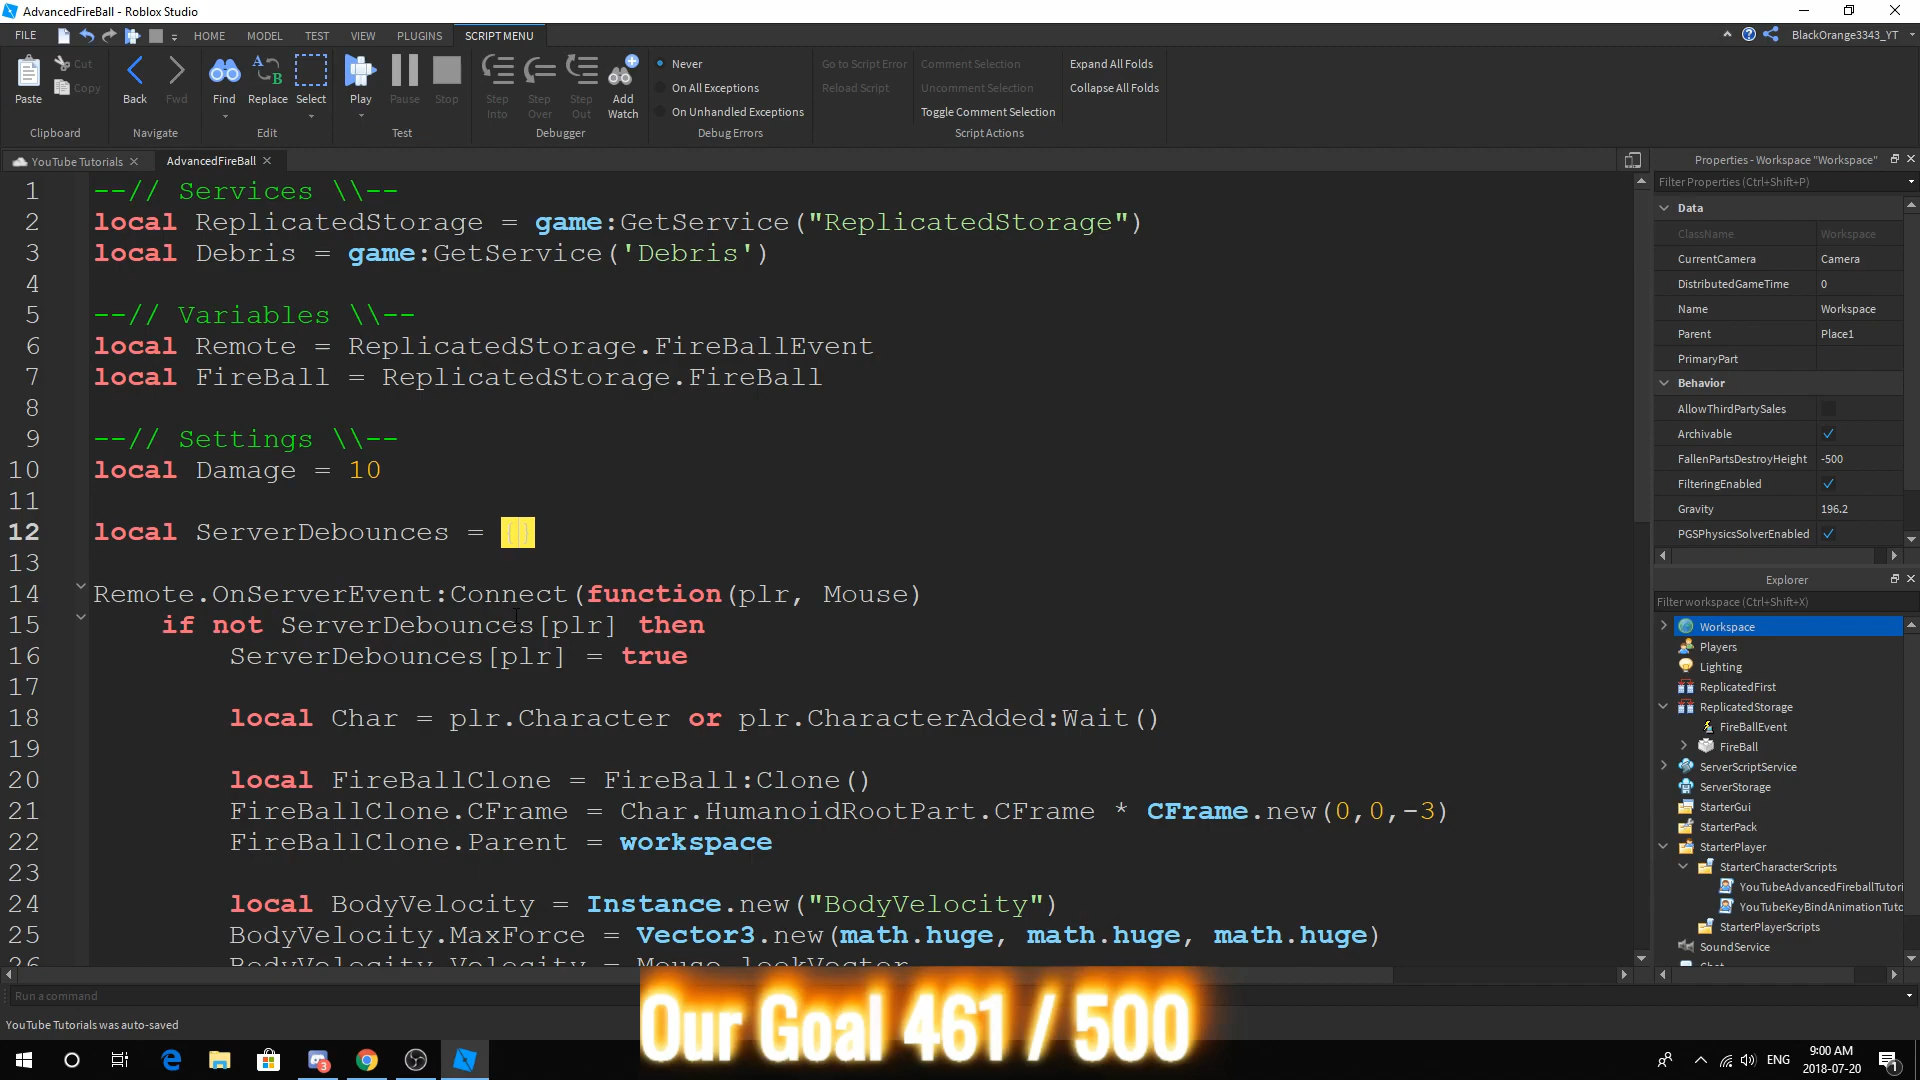 AdvancedFireBall - Roblox Studio
FILE HOME MODEL TEST VIEW PLUGINS SCRIPT MENU BlackOrange3343_YT
Paste Cut Copy Back Fwd Find Replace Select Play Pause Stop Step Into Step Over Step Out Add Watch
Never
On All Exceptions
On Unhandled Exceptions
Go to Script Error
Reload Script
Comment Selection
Uncomment Selection
Toggle Comment Selection
Expand All Folds
Collapse All Folds
Clipboard Navigate Edit Test Debugger Debug Errors Script Actions
YouTube Tutorials AdvancedFireBall
1 --// Services \\--
2 local ReplicatedStorage = game:GetService("ReplicatedStorage")
3 local Debris = game:GetService('Debris')
4
5 --// Variables \\--
6 local Remote = ReplicatedStorage.FireBallEvent
7 local FireBall = ReplicatedStorage.FireBall
8
9 --// Settings \\--
10 local Damage = 10
11
12 local ServerDebounces = {}
13
14 Remote.OnServerEvent:Connect(function(plr, Mouse)
15 if not ServerDebounces[plr] then
16 ServerDebounces[plr] = true
17
18 local Char = plr.Character or plr.CharacterAdded:Wait()
19
20 local FireBallClone = FireBall:Clone()
21 FireBallClone.CFrame = Char.HumanoidRootPart.CFrame * CFrame.new(0,0,-3)
22 FireBallClone.Parent = workspace
23
24 local BodyVelocity = Instance.new("BodyVelocity")
25 BodyVelocity.MaxForce = Vector3.new(math.huge, math.huge, math.huge)
26 BodyVelocity.Velocity = Mouse.lookVector
Properties - Workspace "Workspace"
Filter Properties (Ctrl+Shift+P)
Data
ClassName Workspace
CurrentCamera Camera
DistributedGameTime 0
Name Workspace
Parent Place1
PrimaryPart
Behavior
AllowThirdPartySales
Archivable
FallenPartsDestroyHeight -500
FilteringEnabled
Gravity 196.2
PGSPhysicsSolverEnabled
Explorer
Filter workspace (Ctrl+Shift+X)
Workspace
Players
Lighting
ReplicatedFirst
ReplicatedStorage
FireBallEvent
FireBall
ServerScriptService
ServerStorage
StarterGui
StarterPack
StarterPlayer
StarterCharacterScripts
YouTubeAdvancedFireballTutori
YouTubeKeyBindAnimationTuto
StarterPlayerScripts
SoundService
Run a command
YouTube Tutorials was auto-saved
Our Goal 461 / 500
3 ENG 9:00 AM
2018-07-20 1